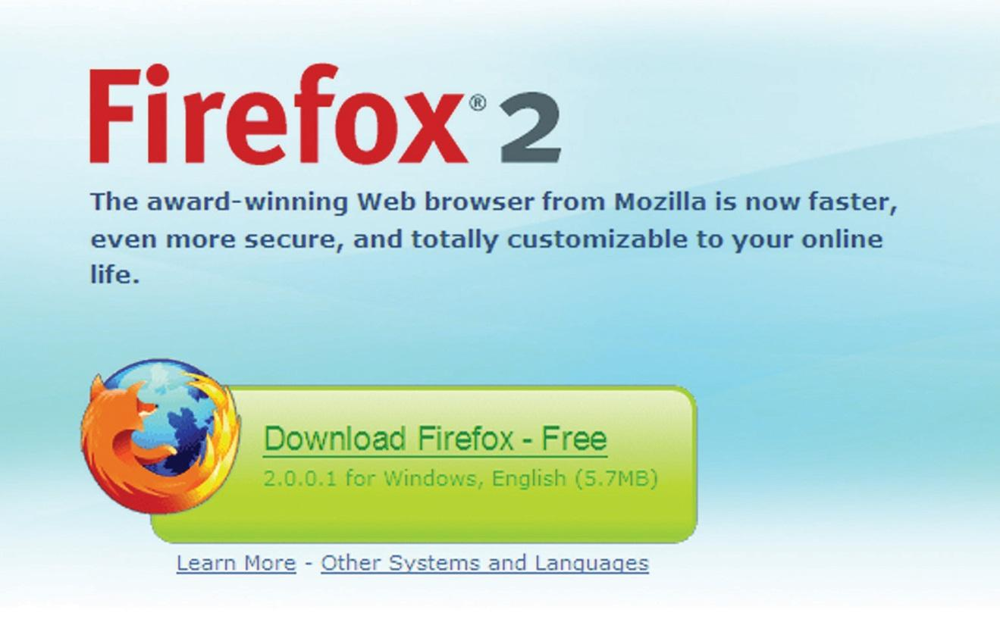 Firefox® 2
The award-winning Web browser from Mozilla is now faster,
even more secure, and totally customizable to your online
life.
Download Firefox - Free
2.0.0.1 for Windows, English (5.7MB)
Learn More - Other Systems and Languages